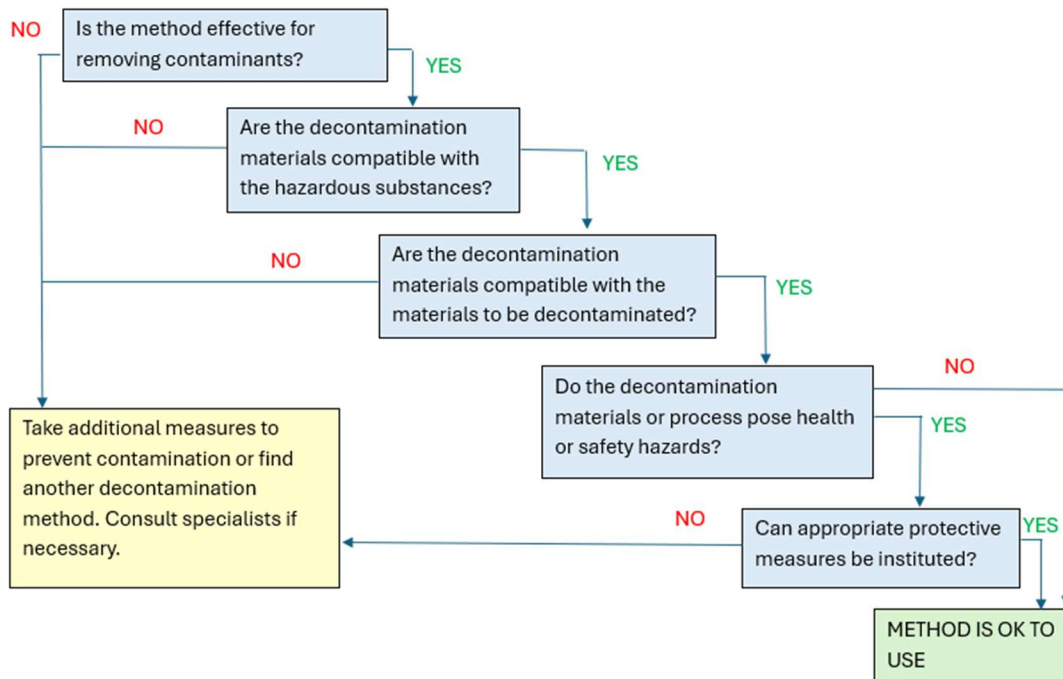 NO
Is the method effective for
removing contaminants?
YES
NO
Are the decontamination
materials compatible with
the hazardous substances?
YES
NO
Are the decontamination
materials compatible with the
materials to be decontaminated?
YES
Do the decontamination
materials or process pose health
or safety hazards?
NO
YES
Take additional measures to
prevent contamination or find
another decontamination
method. Consult specialists if
necessary.
NO
Can appropriate protective
measures be instituted?
YES
METHOD IS OK TO
USE